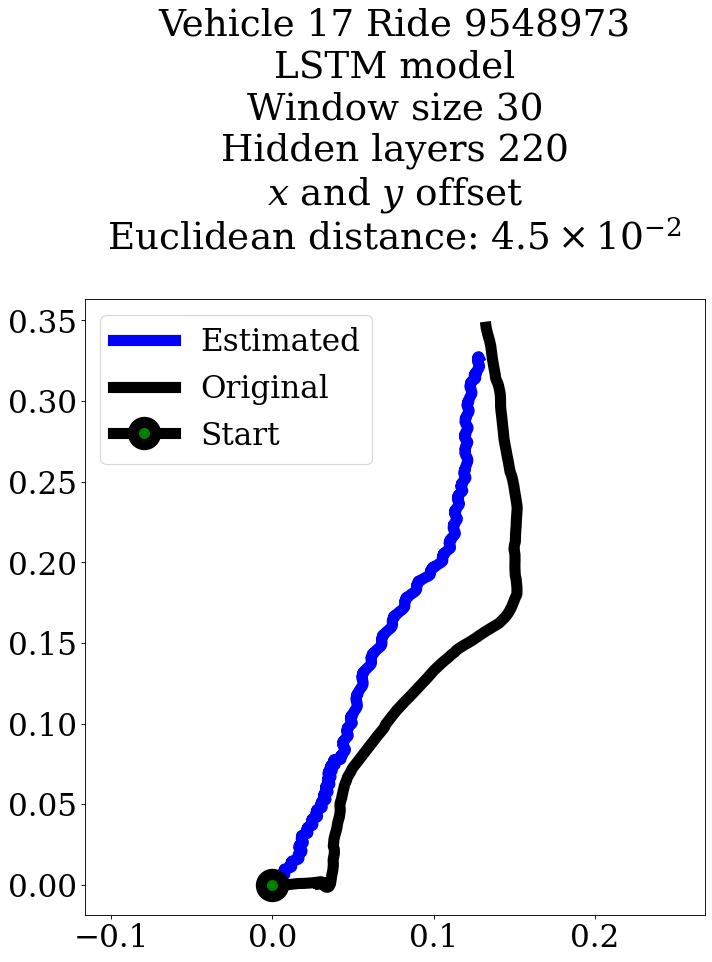 Vehicle 17 Ride 9548973
LSTM model
Window size 30
Hidden layers 220
x and y offset
Euclidean distance: 4.5 × 10⁻²
Estimated
Original
Start
0.35
0.30
0.25
0.20
0.15
0.10
0.05
0.00
−0.1 0.0 0.1 0.2